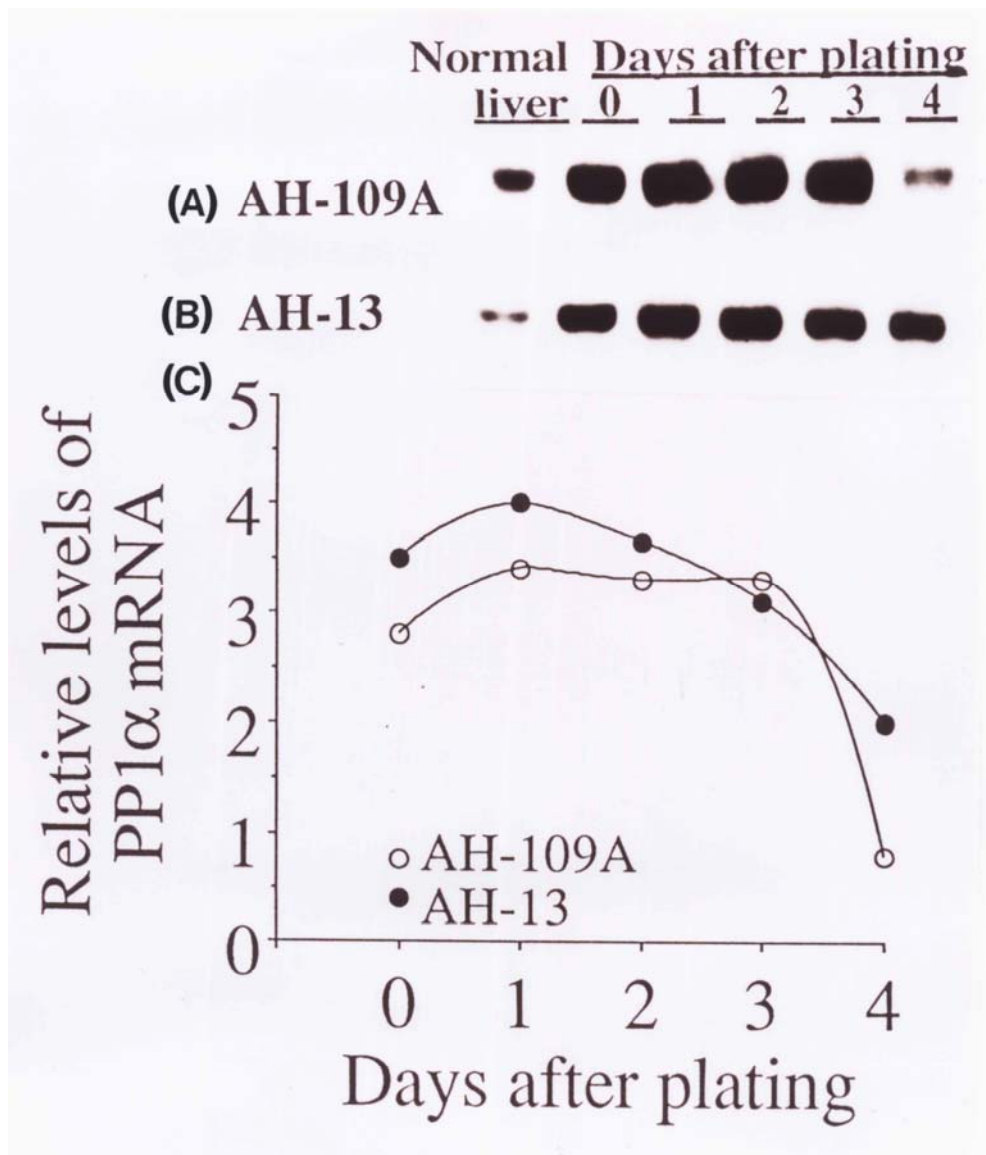 Normal Days after plating
liver 0 1 2 3 4
(A) AH-109A
(B) AH-13
(C)
5
4
3
2
1
0
Relative levels of
PP1α mRNA
AH-109A
AH-13
0 1 2 3 4
Days after plating